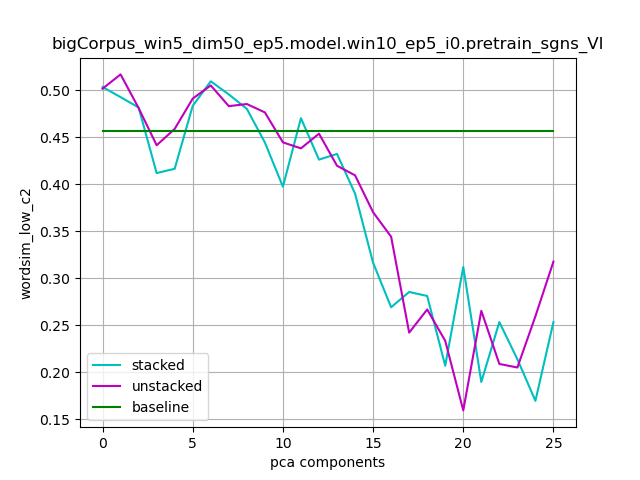 bigCorpus_win5_dim50_ep5.model.win10_ep5_i0.pretrain_sgns_VI
wordsim_low_c2
0.50
0.45
0.40
0.35
0.30
0.25
0.20
0.15
stacked
unstacked
baseline
0 5 10 15 20 25
pca components